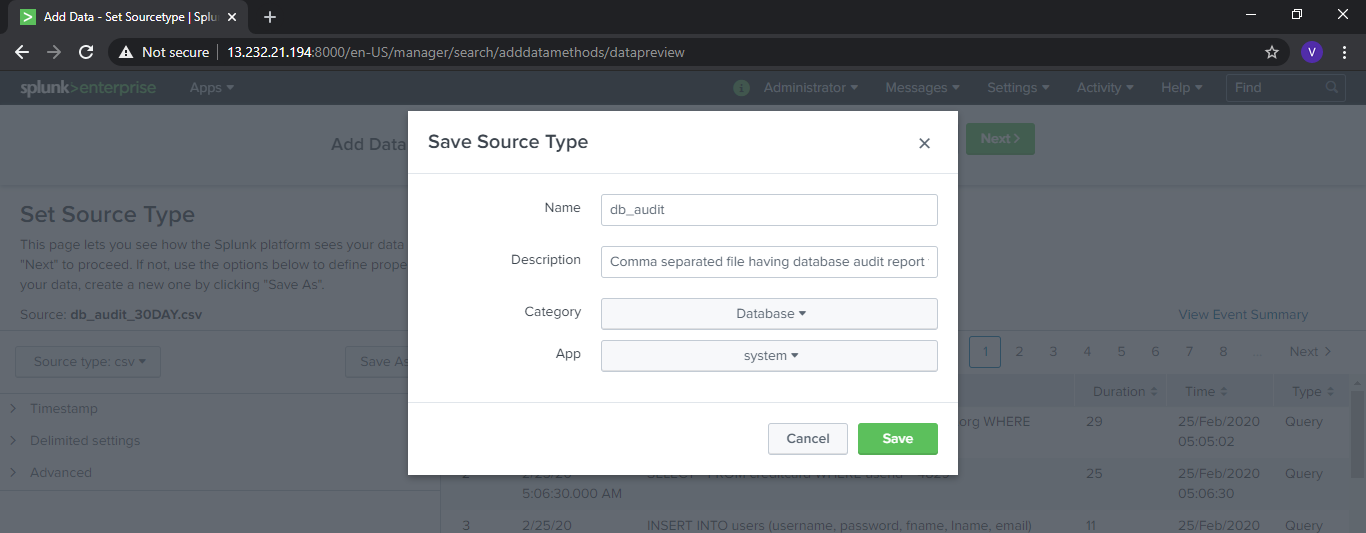 Add Data - Set Sourcetype | Splu
Not secure | 13.232.21.194:8000/en-US/manager/search/adddatamethods/datapreview
V
splunk>enterprise Apps Administrator Messages Settings Activity Help Find
Add Data Next >
Save Source Type
Name db_audit
Description Comma separated file having database audit report
Category Database
App system
Cancel Save
Set Source Type
This page lets you see how the Splunk platform sees your data
"Next" to proceed. If not, use the options below to define prope
your data, create a new one by clicking "Save As".
Source: db_audit_30DAY.csv
View Event Summary
Source type: csv Save As
1 2 3 4 5 6 7 8 ... Next >
Timestamp
Delimited settings
Advanced
Duration Time Type
org WHERE 29 25/Feb/2020 Query
05:05:02
25 25/Feb/2020 Query
5:06:30.000 AM 05:06:30
3 2/25/20 INSERT INTO users (username, password, fname, lname, email) 11 25/Feb/2020 Query